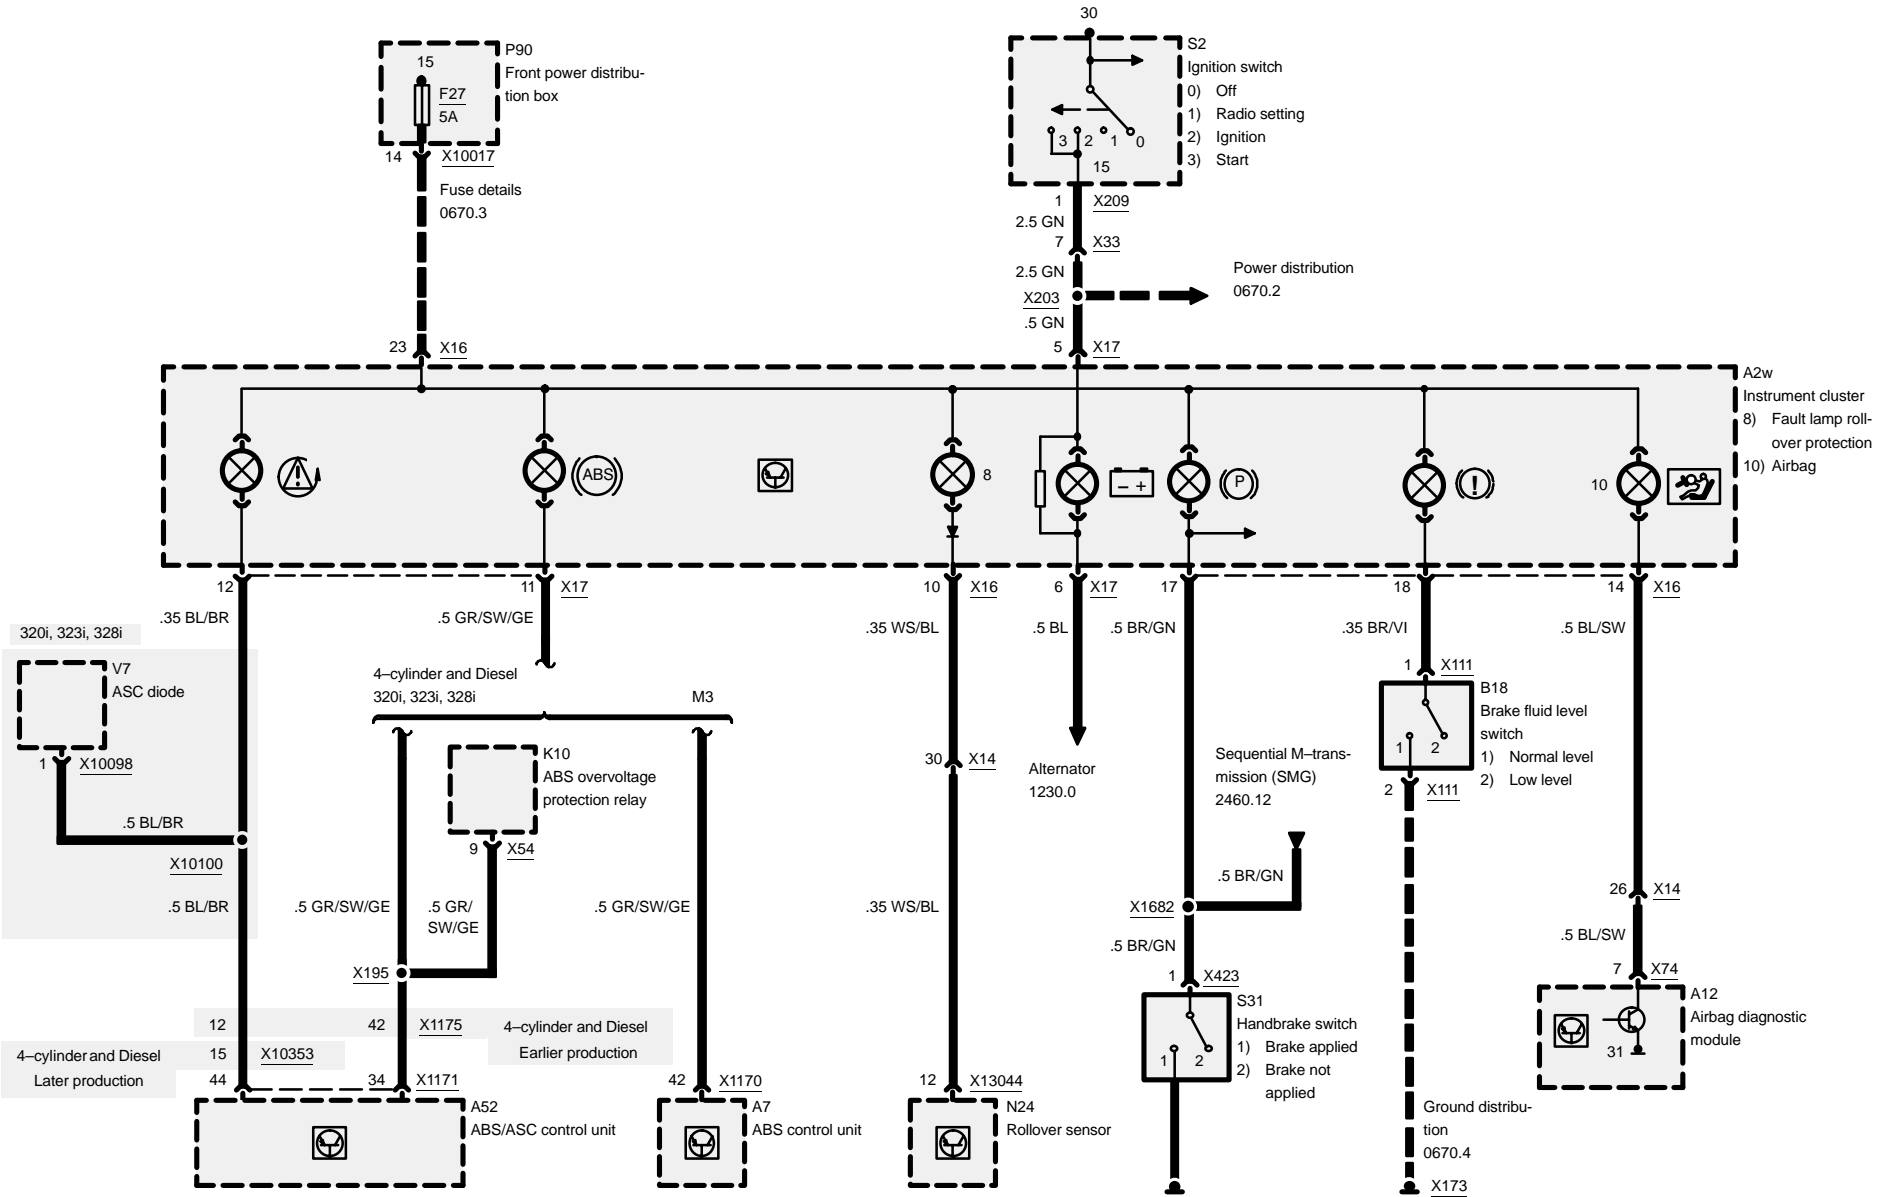 30
P90
Front power distribu-
tion box
15
F27
5A
14
X10017
Fuse details
0670.3
23
X16
S2
Ignition switch
0) Off
1) Radio setting
2) Ignition
3) Start
3 2 1 0
15
1
X209
2.5 GN
7
X33
2.5 GN
X203
.5 GN
5
X17
Power distribution
0670.2
A2w
Instrument cluster
8) Fault lamp roll-
over protection
10) Airbag
ABS
8
– +
P
!
10
12
11
X17
10
X16
6
X17
17
18
14
X16
.35 BL/BR
.5 GR/SW/GE
.35 WS/BL
.5 BL
.5 BR/GN
.35 BR/VI
.5 BL/SW
320i, 323i, 328i
V7
ASC diode
1
X10098
.5 BL/BR
X10100
.5 BL/BR
4–cylinder and Diesel
320i, 323i, 328i
M3
K10
ABS overvoltage
protection relay
9
X54
.5 GR/SW/GE
.5 GR/
SW/GE
.5 GR/SW/GE
X195
30
X14
.35 WS/BL
Alternator
1230.0
Sequential M–trans-
mission (SMG)
2460.12
.5 BR/GN
X1682
.5 BR/GN
1
X423
S31
Handbrake switch
1) Brake applied
2) Brake not
applied
1 2
1
X111
B18
Brake fluid level
switch
1) Normal level
2) Low level
1 2
2
X111
26
X14
.5 BL/SW
7
X74
A12
Airbag diagnostic
module
31
12
42
X1175
4–cylinder and Diesel
Earlier production
4–cylinder and Diesel
Later production
15
X10353
44
34
X1171
A52
ABS/ASC control unit
42
X1170
A7
ABS control unit
12
X13044
N24
Rollover sensor
Ground distribu-
tion
0670.4
X173